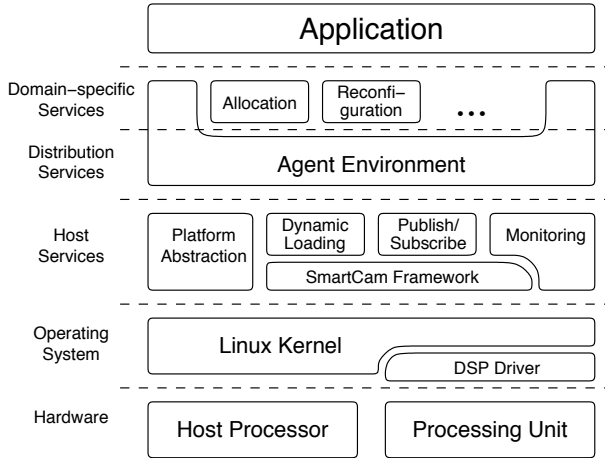 Application
Domain–specific
Services
Allocation
Reconfi–
guration
...
Distribution
Services
Agent Environment
Host
Services
Platform
Abstraction
Dynamic
Loading
Publish/
Subscribe
Monitoring
SmartCam Framework
Operating
System
Linux Kernel
DSP Driver
Hardware
Host Processor
Processing Unit